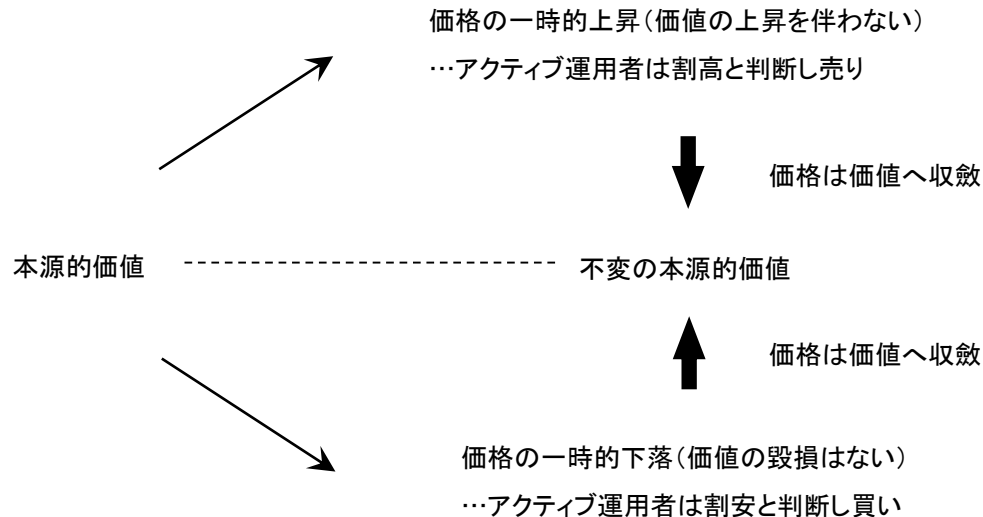 価格の一時的上昇（価値の上昇を伴わない）
…アクティブ運用者は割高と判断し売り
価格は価値へ収斂
本源的価値
不変の本源的価値
価格は価値へ収斂
価格の一時的下落（価値の毀損はない）
…アクティブ運用者は割安と判断し買い